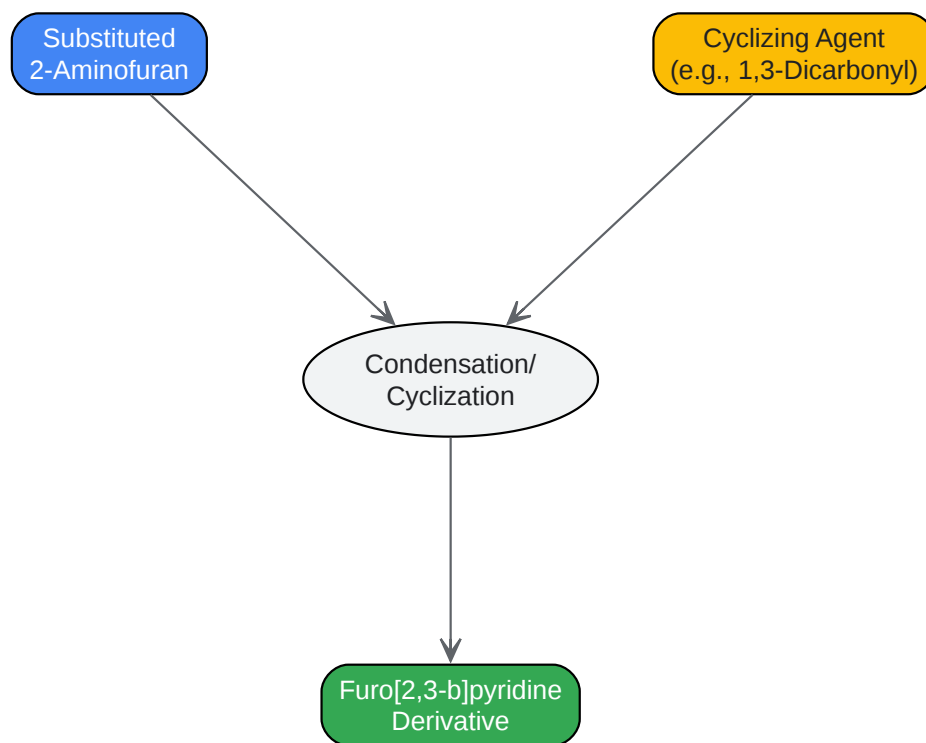 Substituted
2-Aminofuran
Cyclizing Agent
(e.g., 1,3-Dicarbonyl)
Condensation/
Cyclization
Furo[2,3-b]pyridine
Derivative